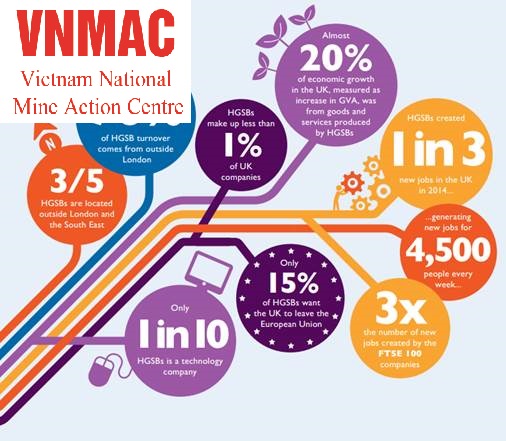 VNMAC
Vietnam National
Mine Action Centre
of HGSB turnover
comes from outside
London
N
3/5
HGSBs are located
outside London and
the South East
HGSBs
make up less than
1%
of UK
companies
Almost
20%
of economic growth
in the UK, measured as
increase in GVA, was
from goods and
services produced
by HGSBs
HGSBs created
1 in 3
new jobs in the UK
in 2014...
...generating
new jobs for
4,500
people every
week...
3x
the number of new
jobs created by the
FTSE 100
companies
Only
15%
of HGSBs want
the UK to leave the
European Union
Only
1 in 10
HGSBs is a technology
company